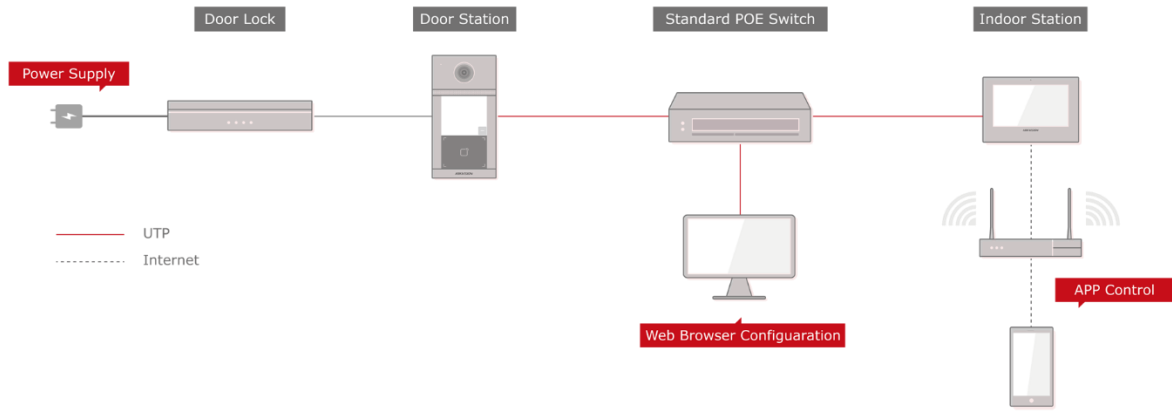 Door Lock
Door Station
Standard POE Switch
Indoor Station
Power Supply
UTP
Internet
APP Control
Web Browser Configuaration